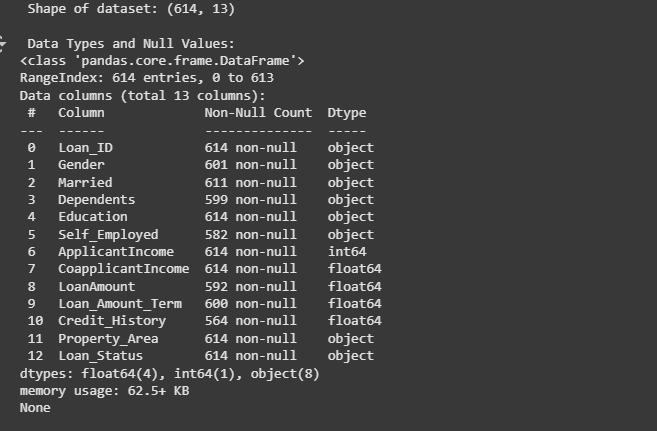 Shape of dataset: (614, 13)
Data Types and Null Values:
<class 'pandas.core.frame.DataFrame'>
RangeIndex: 614 entries, 0 to 613
Data columns (total 13 columns):
 #   Column             Non-Null Count  Dtype
---  ------             --------------  -----
 0   Loan_ID            614 non-null    object
 1   Gender             601 non-null    object
 2   Married            611 non-null    object
 3   Dependents         599 non-null    object
 4   Education          614 non-null    object
 5   Self_Employed      582 non-null    object
 6   ApplicantIncome    614 non-null    int64
 7   CoapplicantIncome  614 non-null    float64
 8   LoanAmount         592 non-null    float64
 9   Loan_Amount_Term   600 non-null    float64
 10  Credit_History     564 non-null    float64
 11  Property_Area      614 non-null    object
 12  Loan_Status        614 non-null    object
dtypes: float64(4), int64(1), object(8)
memory usage: 62.5+ KB
None